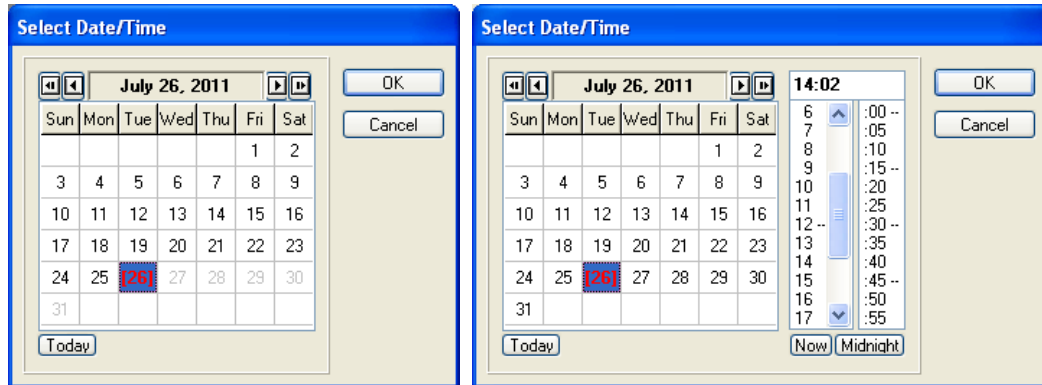 Select Date/Time
July 26, 2011
OK
Sun Mon Tue Wed Thu Fri Sat
Cancel
1 2
3 4 5 6 7 8 9
10 11 12 13 14 15 16
17 18 19 20 21 22 23
24 25 [26] 27 28 29 30
31
Today
Select Date/Time
July 26, 2011
14:02
OK
Sun Mon Tue Wed Thu Fri Sat
Cancel
1 2
3 4 5 6 7 8 9
10 11 12 13 14 15 16
17 18 19 20 21 22 23
24 25 [26] 27 28 29 30
31
6
7
8
9
10
11
12 --
13
14
15
16
17
:00 --
:05
:10
:15 --
:20
:25
:30 --
:35
:40
:45 --
:50
:55
Today
Now Midnight